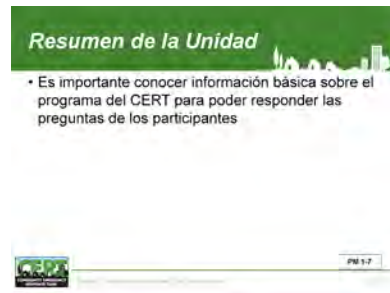 Resumen de la Unidad
• Es importante conocer información básica sobre el
programa del CERT para poder responder las
preguntas de los participantes
CERT
PM 1-7